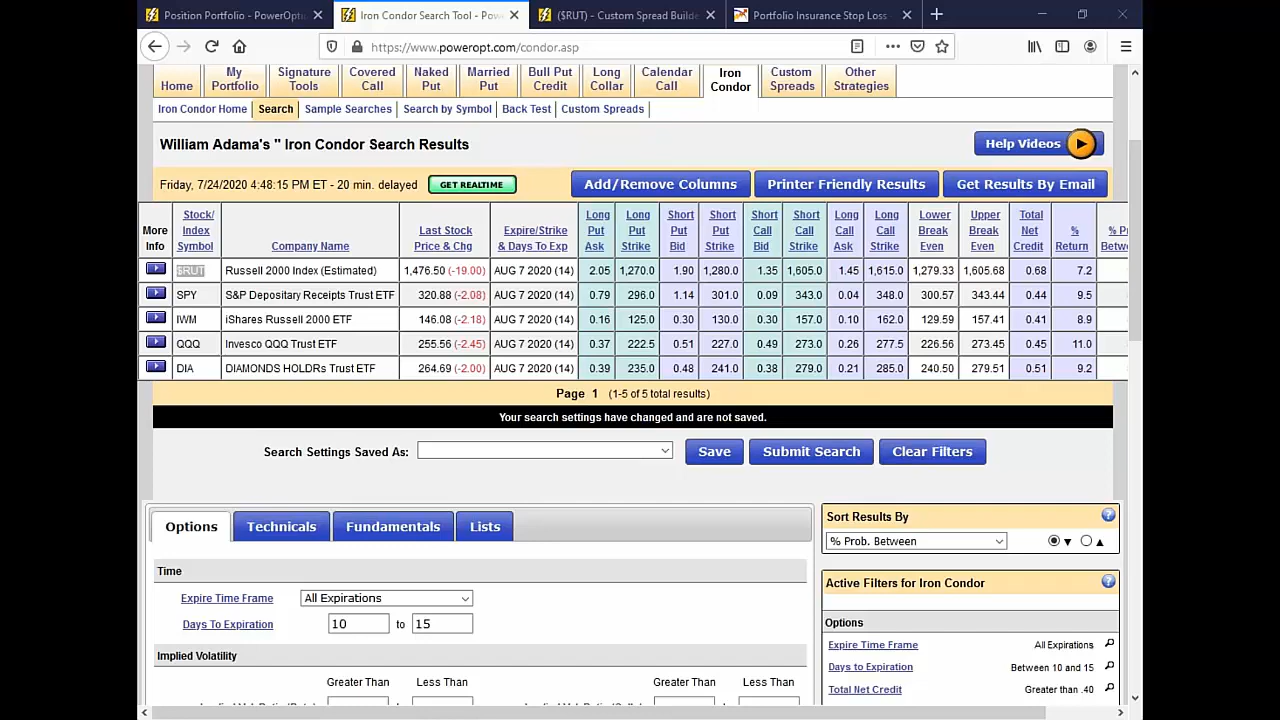 Position Portfolio - PowerOptio
Iron Condor Search Tool - Powe
($RUT) - Custom Spread Builde
Portfolio Insurance Stop Loss -
https://www.poweropt.com/condor.asp
Home
My Portfolio
Signature Tools
Covered Call
Naked Put
Married Put
Bull Put Credit
Long Collar
Calendar Call
Iron Condor
Custom Spreads
Other Strategies
Iron Condor Home Search Sample Searches Search by Symbol Back Test Custom Spreads
William Adama's " Iron Condor Search Results
Help Videos
Friday, 7/24/2020 4:48:15 PM ET - 20 min. delayed GET REALTIME Add/Remove Columns Printer Friendly Results Get Results By Email
More Info Stock/ Index Symbol Company Name Last Stock Price & Chg Expire/Strike & Days To Exp Long Put Ask Long Put Strike Short Put Bid Short Put Strike Short Call Bid Short Call Strike Long Call Ask Long Call Strike Lower Break Even Upper Break Even Total Net Credit % Return % P Betwe
$RUT Russell 2000 Index (Estimated) 1,476.50 (-19.00) AUG 7 2020 (14) 2.05 1,270.0 1.90 1,280.0 1.35 1,605.0 1.45 1,615.0 1,279.33 1,605.68 0.68 7.2
SPY S&P Depositary Receipts Trust ETF 320.88 (-2.08) AUG 7 2020 (14) 0.79 296.0 1.14 301.0 0.09 343.0 0.04 348.0 300.57 343.44 0.44 9.5
IWM iShares Russell 2000 ETF 146.08 (-2.18) AUG 7 2020 (14) 0.16 125.0 0.30 130.0 0.30 157.0 0.10 162.0 129.59 157.41 0.41 8.9
QQQ Invesco QQQ Trust ETF 255.56 (-2.45) AUG 7 2020 (14) 0.37 222.5 0.51 227.0 0.49 273.0 0.26 277.5 226.56 273.45 0.45 11.0
DIA DIAMONDS HOLDRs Trust ETF 264.69 (-2.00) AUG 7 2020 (14) 0.39 235.0 0.48 241.0 0.38 279.0 0.21 285.0 240.50 279.51 0.51 9.2
Page 1 (1-5 of 5 total results)
Your search settings have changed and are not saved.
Search Settings Saved As: Save Submit Search Clear Filters
Options Technicals Fundamentals Lists
Time
Expire Time Frame All Expirations
Days To Expiration 10 to 15
Implied Volatility
Greater Than Less Than Greater Than Less Than
Sort Results By
% Prob. Between
Active Filters for Iron Condor
Options
Expire Time Frame All Expirations
Days to Expiration Between 10 and 15
Total Net Credit Greater than .40